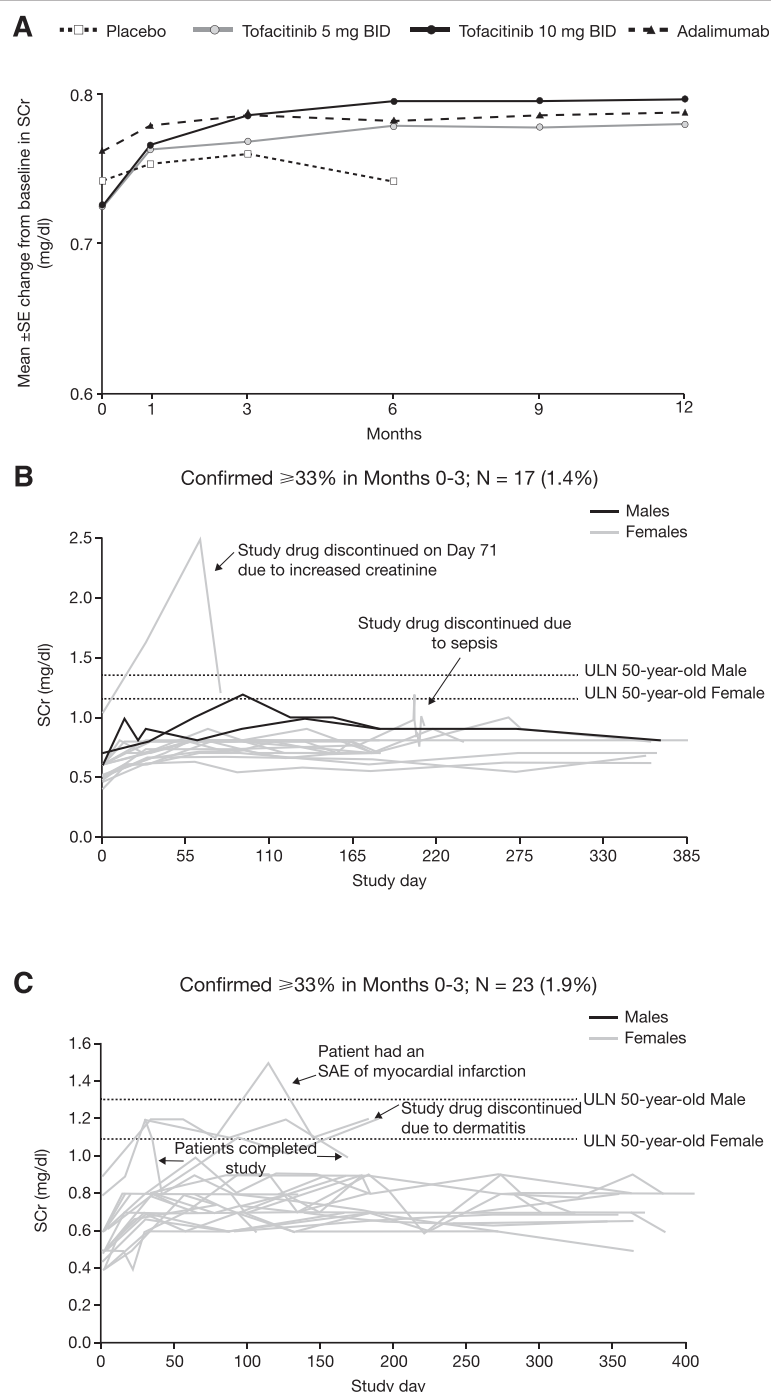 A
Placebo
Tofacitinib 5 mg BID
Tofacitinib 10 mg BID
Adalimumab
Mean ±SE change from baseline in SCr
(mg/dl)
0.8
0.7
0.6
0
1
3
6
9
12
Months
B
Confirmed ⩾33% in Months 0-3; N = 17 (1.4%)
Males
Females
SCr (mg/dl)
2.5
2.0
1.5
1.0
0.5
0.0
Study drug discontinued on Day 71
due to increased creatinine
Study drug discontinued due
to sepsis
ULN 50-year-old Male
ULN 50-year-old Female
0
55
110
165
220
275
330
385
Study day
C
Confirmed ⩾33% in Months 0-3; N = 23 (1.9%)
Males
Females
SCr (mg/dl)
1.6
1.4
1.2
1.0
0.8
0.6
0.4
0.2
0.0
Patient had an
SAE of myocardial infarction
ULN 50-year-old Male
Study drug discontinued
due to dermatitis
ULN 50-year-old Female
Patients completed
study
0
50
100
150
200
250
300
350
400
Study day